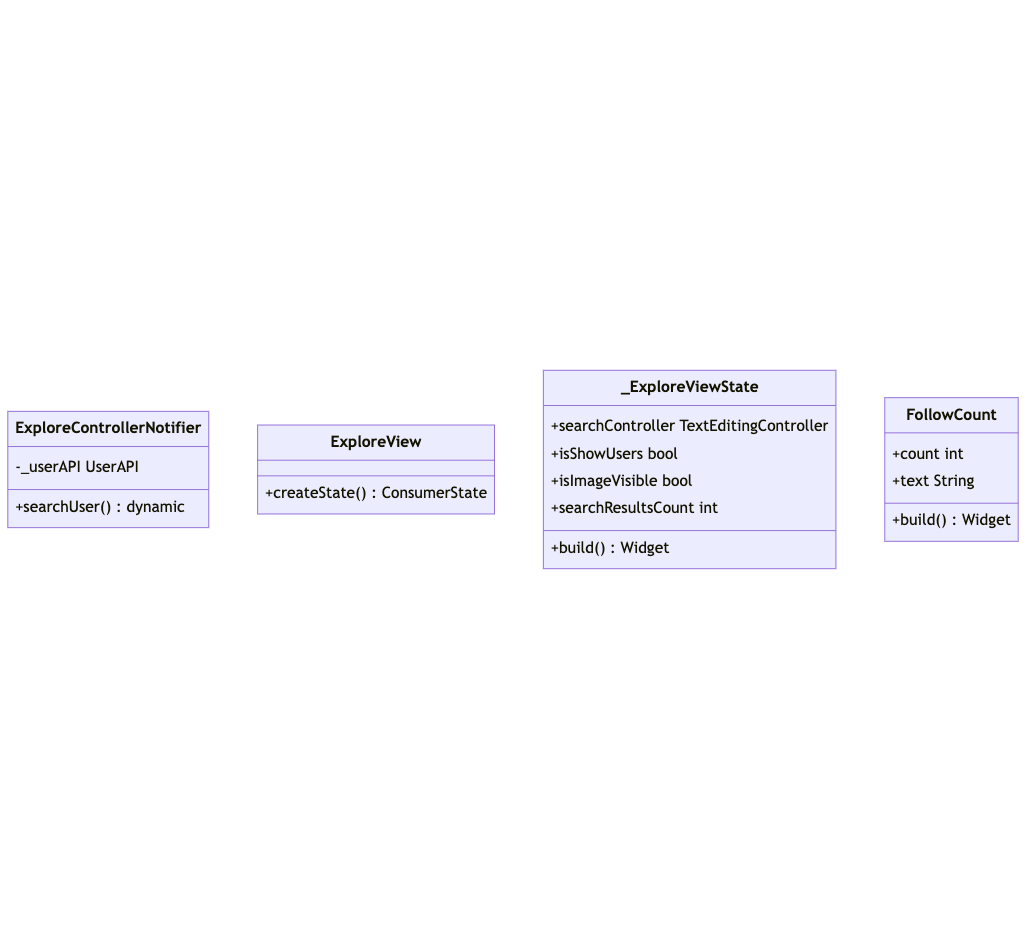 ExploreControllerNotifier
-_userAPI UserAPI
+searchUser() : dynamic
ExploreView
+createState() : ConsumerState
_ExploreViewState
+searchController TextEditingController
+isShowUsers bool
+isImageVisible bool
+searchResultsCount int
+build() : Widget
FollowCount
+count int
+text String
+build() : Widget